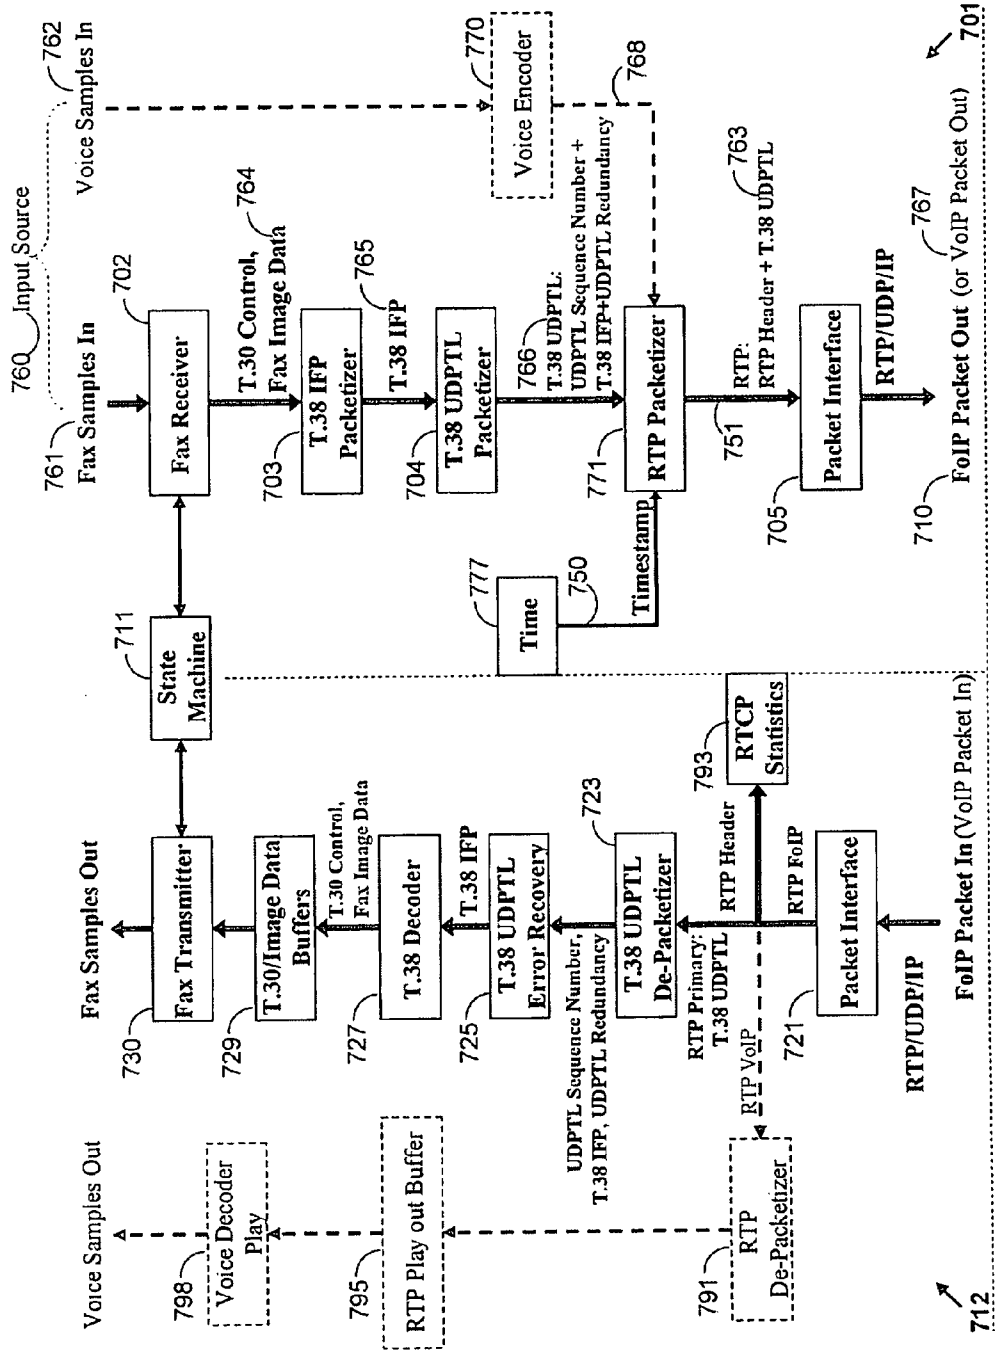 760
Input Source
762
Voice Samples In
761
Fax Samples In
702
Fax Receiver
T.30 Control,
Fax Image Data
764
703
T.38 IFP
Packetizer
T.38 IFP
765
704
T.38 UDPTL
Packetizer
766
T.38 UDPTL:
UDPTL Sequence Number +
T.38 IFP+UDPTL Redundancy
770
Voice Encoder
768
771
RTP Packetizer
777
Time
750
Timestamp
751
RTP:
RTP Header + T.38 UDPTL
763
705
Packet Interface
RTP/UDP/IP
710
FoIP Packet Out (or VoIP Packet Out)
767
701
711
State
Machine
Voice Samples Out
Fax Samples Out
730
Fax Transmitter
729
T.30/Image Data
Buffers
T.30 Control,
Fax Image Data
727
T.38 Decoder
T.38 IFP
725
T.38 UDPTL
Error Recovery
UDPTL Sequence Number,
T.38 IFP, UDPTL Redundancy
723
T.38 UDPTL
De-Packetizer
RTP Primary:
T.38 UDPTL
RTP Header
793
RTCP
Statistics
RTP VoIP
RTP FoIP
721
Packet Interface
RTP/UDP/IP
FoIP Packet In (VoIP Packet In)
798
Voice Decoder
Play
795
RTP Play out Buffer
791
RTP
De-Packetizer
712